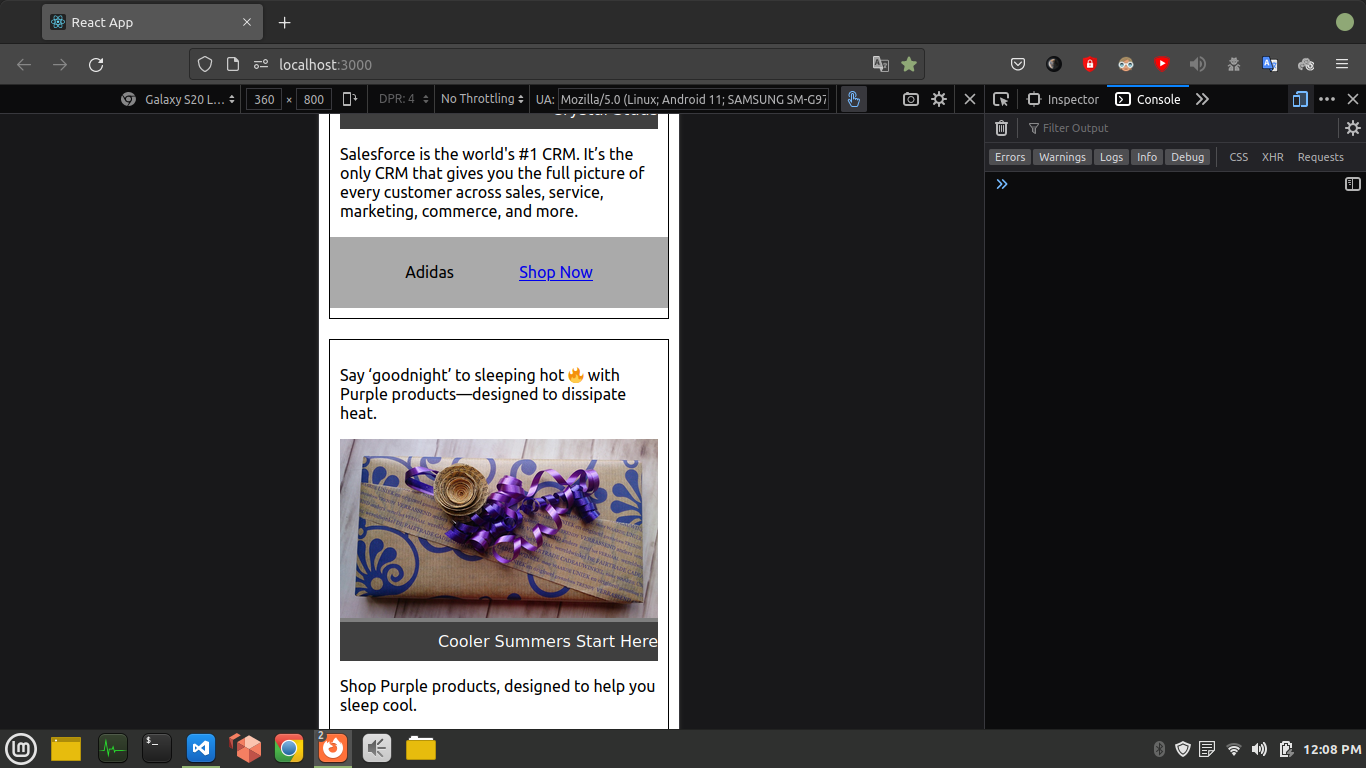 React App
localhost:3000
Galaxy S20 L...
360 × 800
DPR: 4
No Throttling
UA: Mozilla/5.0 (Linux; Android 11; SAMSUNG SM-G97
Inspector
Console
Filter Output
Errors Warnings Logs Info Debug CSS XHR Requests
Crystal
Salesforce is the world's #1 CRM. It’s the
only CRM that gives you the full picture of
every customer across sales, service,
marketing, commerce, and more.
Adidas Shop Now
Say ‘goodnight’ to sleeping hot 🔥 with
Purple products—designed to dissipate
heat.
Cooler Summers Start Here
Shop Purple products, designed to help you
sleep cool.
2
12:08 PM